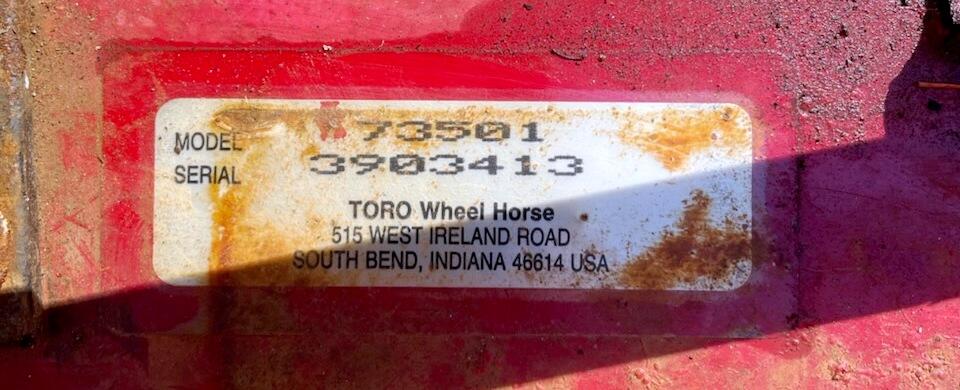 MODEL 73501
SERIAL 3903413
TORO Wheel Horse
515 WEST IRELAND ROAD
SOUTH BEND, INDIANA 46614 USA